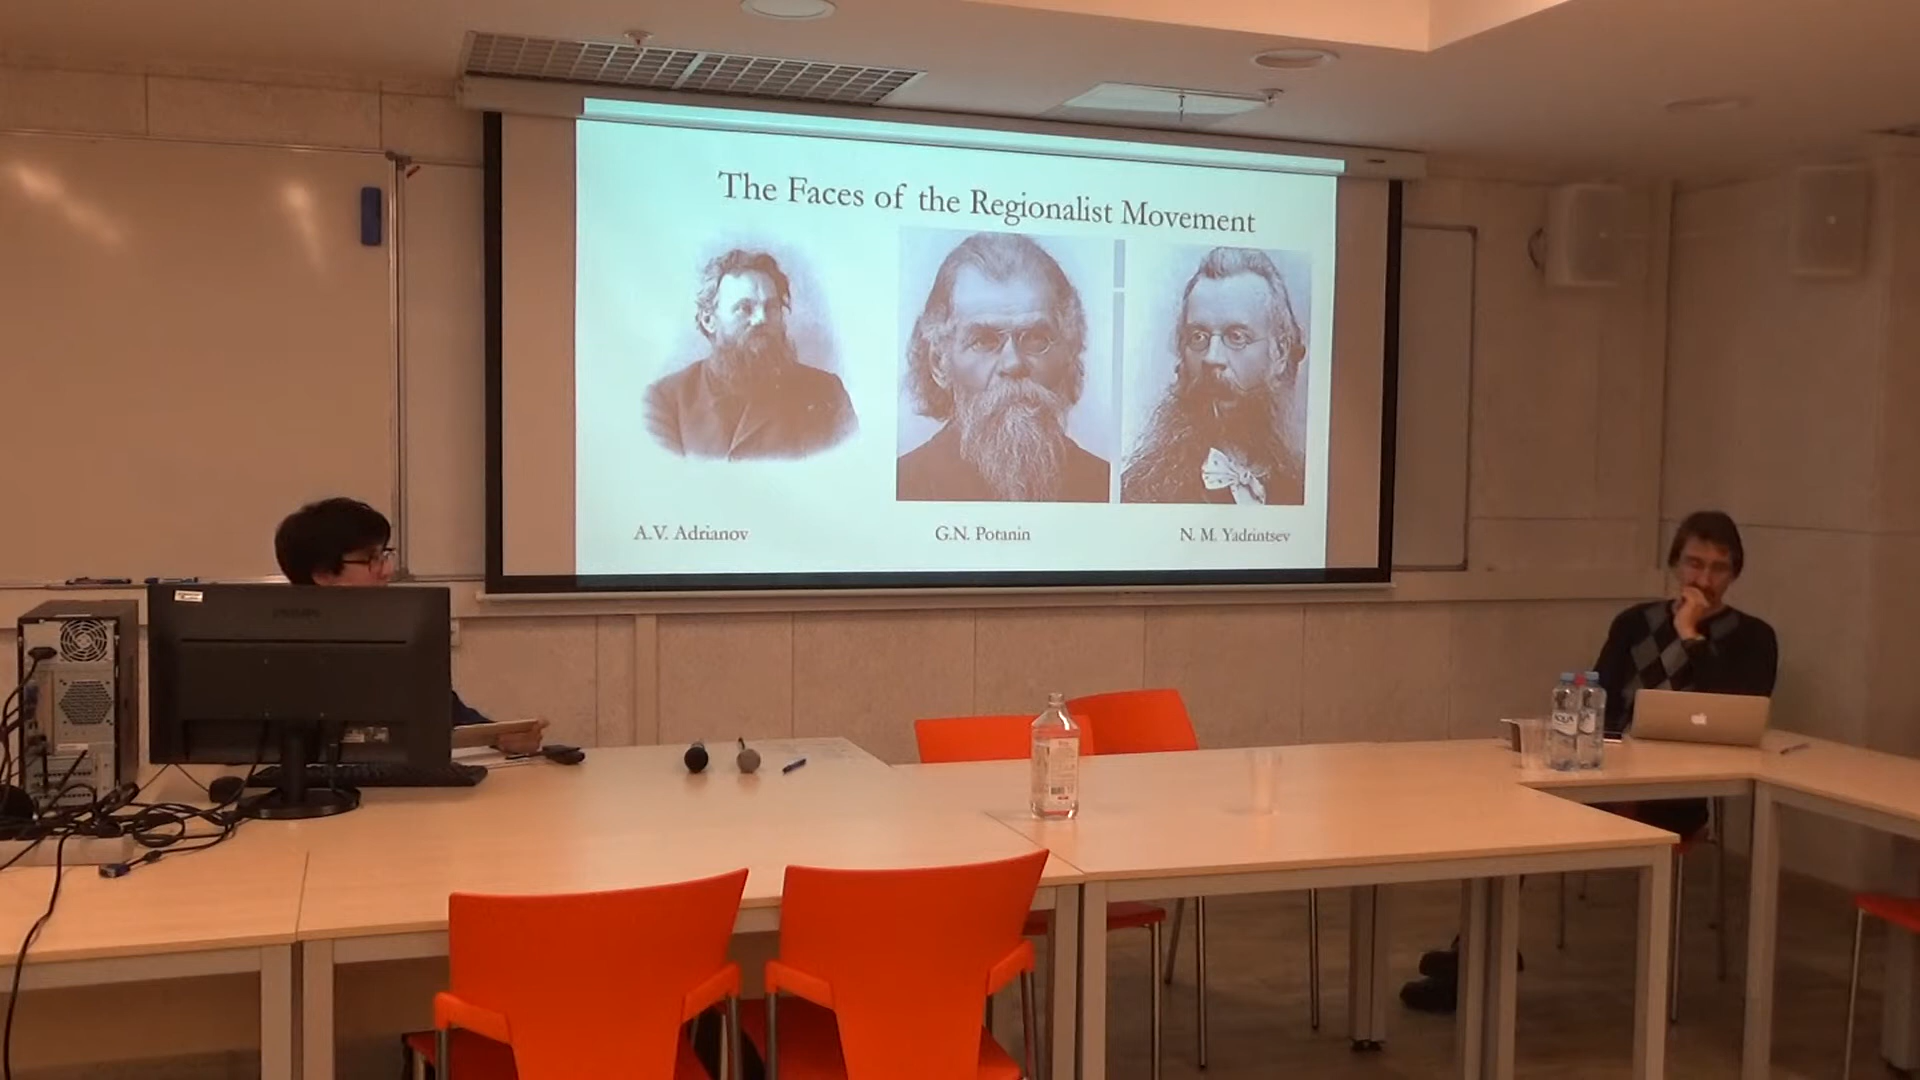 The Faces of the Regionalist Movement
A.V. Adrianov
G.N. Potanin
N. M. Yadrintsev